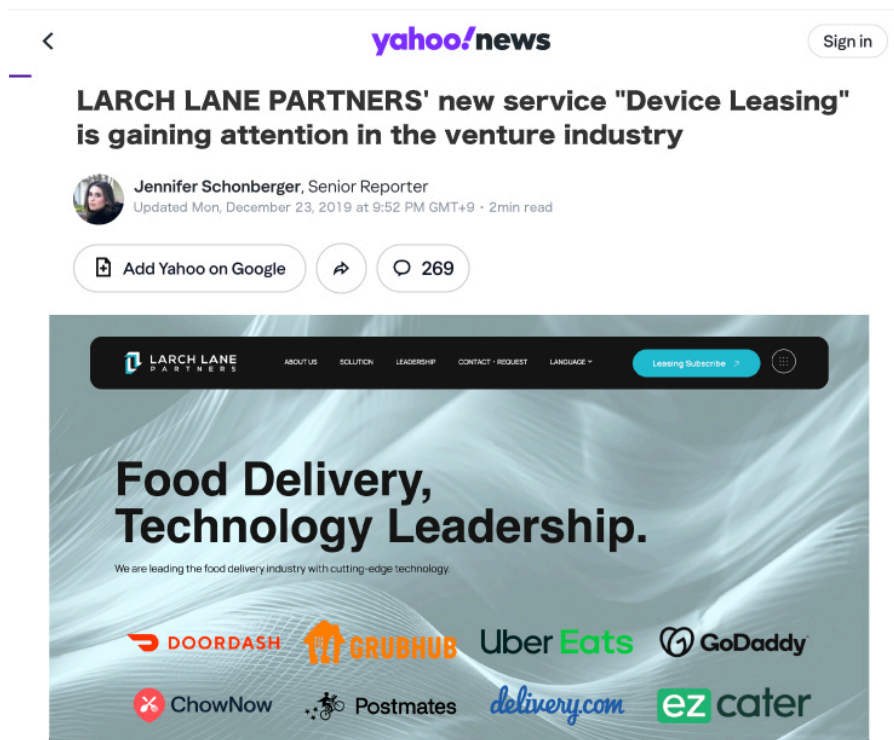 yahoo!news
Sign in
LARCH LANE PARTNERS' new service "Device Leasing"
is gaining attention in the venture industry
Jennifer Schonberger, Senior Reporter
Updated Mon, December 23, 2019 at 9:52 PM GMT+9 · 2min read
Add Yahoo on Google
269
LARCH LANE
PARTNERS
ABOUT US SOLUTION LEADERSHIP CONTACT · REQUEST LANGUAGE
Leasing Subscribe
Food Delivery,
Technology Leadership.
We are leading the food delivery industry with cutting-edge technology.
DOORDASH GRUBHUB Uber Eats GoDaddy
ChowNow Postmates delivery.com ez cater